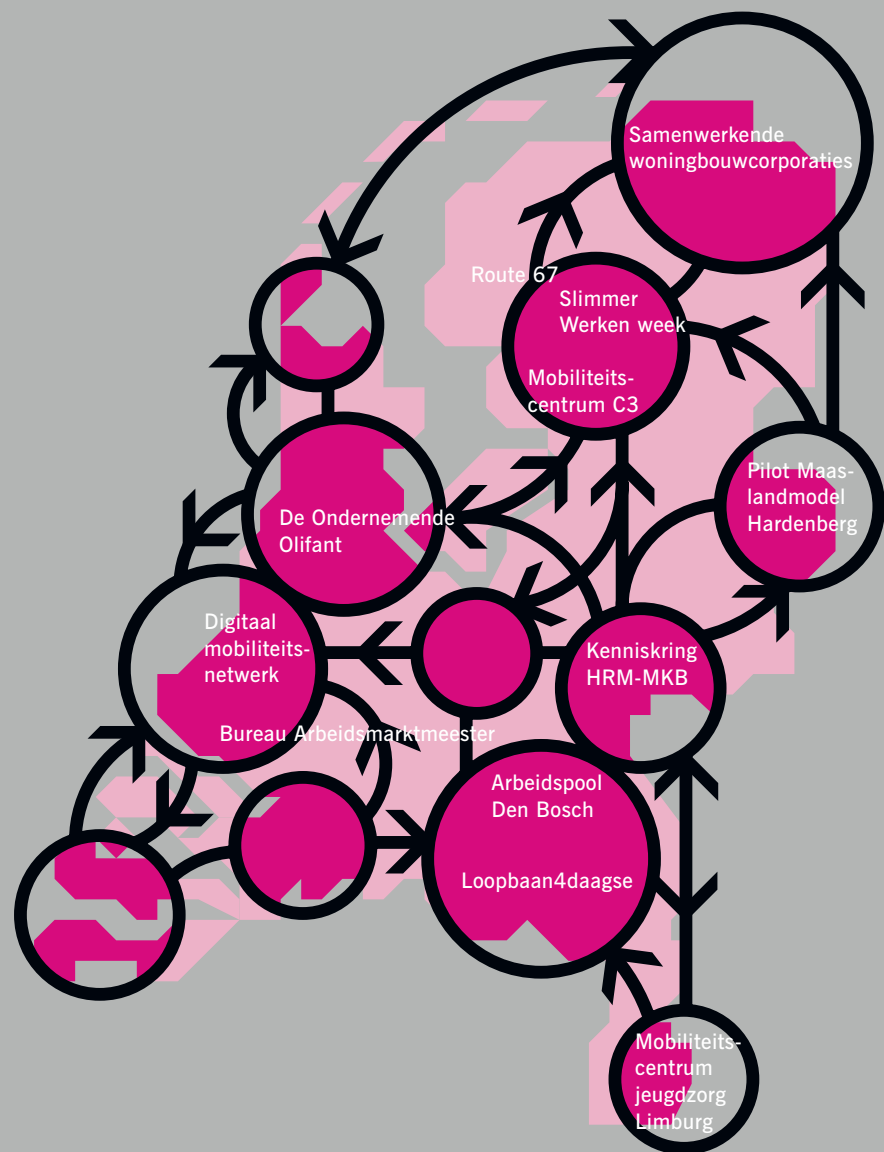 Samenwerkende
woningbouwcorporaties
Route 67
Slimmer
Werken week
Mobiliteits-
centrum C3
Pilot Maas-
landmodel
Hardenberg
De Ondernemende
Olifant
Digitaal
mobiliteits-
netwerk
Kenniskring
HRM-MKB
Bureau Arbeidsmarktmeester
Arbeidspool
Den Bosch
Loopbaan4daagse
Mobiliteits-
centrum
jeugdzorg
Limburg